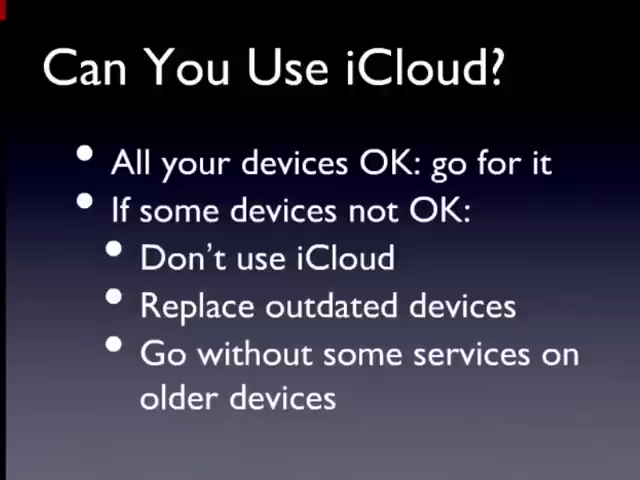 Can You Use iCloud?
• All your devices OK: go for it
• If some devices not OK:
• Don't use iCloud
• Replace outdated devices
• Go without some services on
older devices